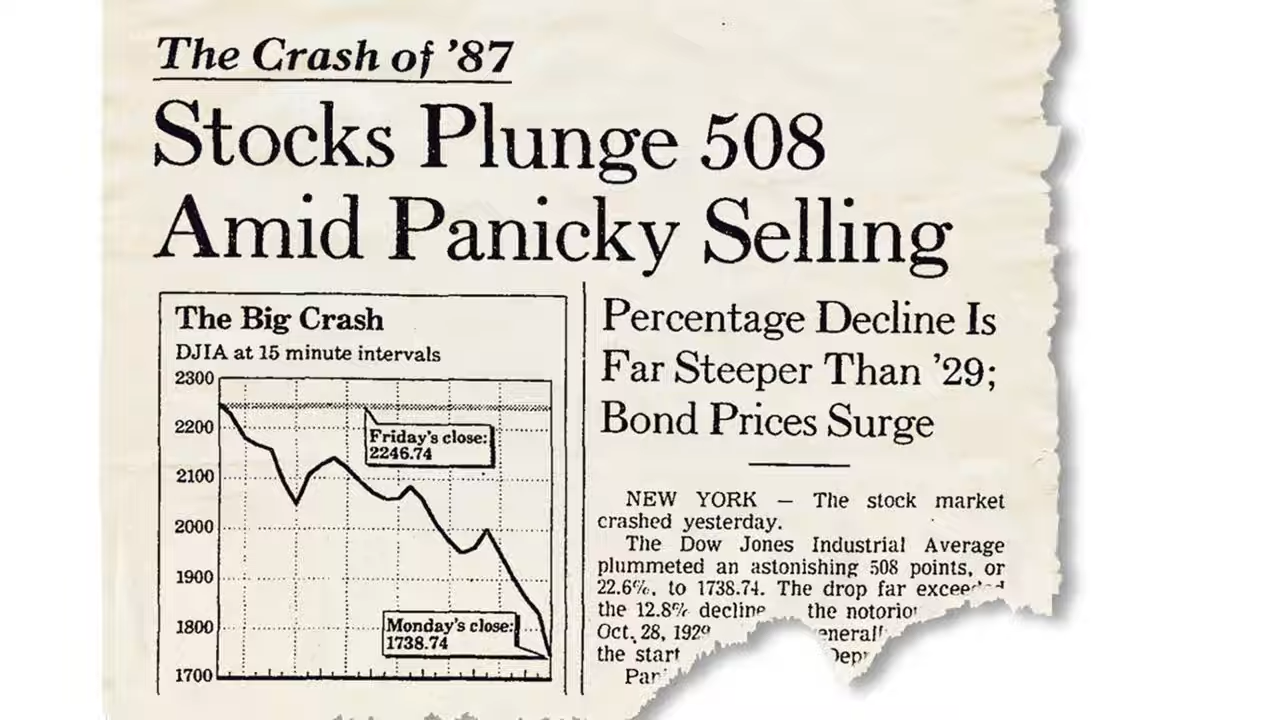 The Crash of ’87
Stocks Plunge 508
Amid Panicky Selling
The Big Crash
DJIA at 15 minute intervals
2300
2200
2100
2000
1900
1800
1700
Friday’s close:
2246.74
Monday’s close:
1738.74
Percentage Decline Is
Far Steeper Than ’29;
Bond Prices Surge
NEW YORK — The stock market
crashed yesterday.
The Dow Jones Industrial Average
plummeted an astonishing 508 points, or
22.6%, to 1738.74. The drop far exceeded
the 12.8% decline the
Oct. 28, 1929
the start